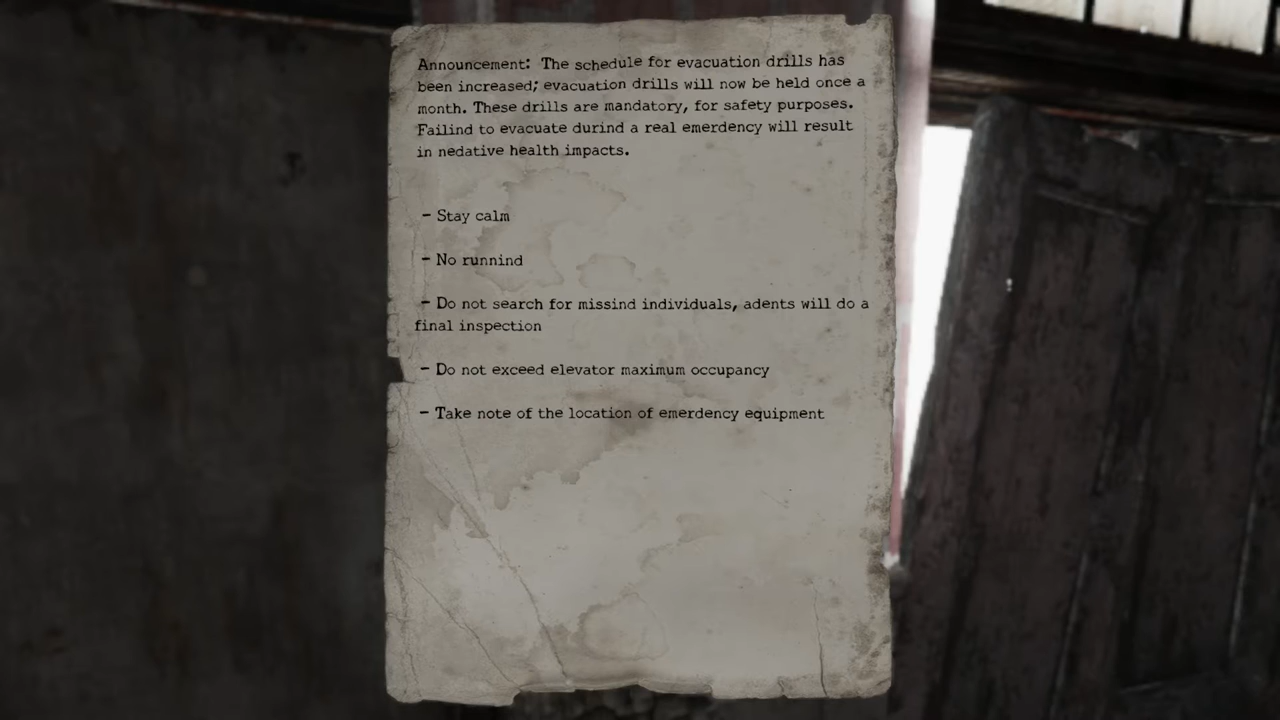 Announcement: The schedule for evacuation drills has
been increased; evacuation drills will now be held once a
month. These drills are mandatory, for safety purposes.
Failind to evacuate durind a real emerdency will result
in nedative health impacts.
- Stay calm
- No runnind
- Do not search for missind individuals, adents will do a
final inspection
- Do not exceed elevator maximum occupancy
- Take note of the location of emerdency equipment